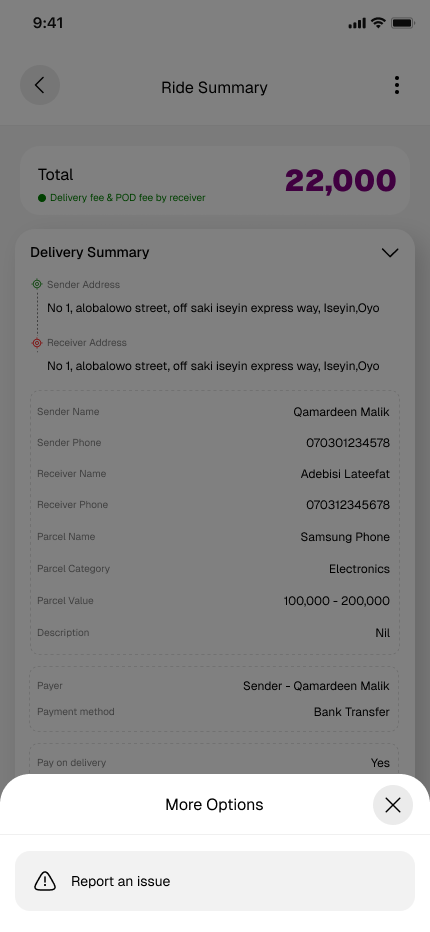 9:41
Ride Summary
Total
22,000
Delivery fee & POD fee by receiver
Delivery Summary
Sender Address
No 1, alobalowo street, off saki iseyin express way, Iseyin,Oyo
Receiver Address
No 1, alobalowo street, off saki iseyin express way, Iseyin,Oyo
Sender Name Qamardeen Malik
Sender Phone 070301234578
Receiver Name Adebisi Lateefat
Receiver Phone 070312345678
Parcel Name Samsung Phone
Parcel Category Electronics
Parcel Value 100,000 - 200,000
Description Nil
Payer Sender - Qamardeen Malik
Payment method Bank Transfer
Pay on delivery Yes
More Options
Report an issue